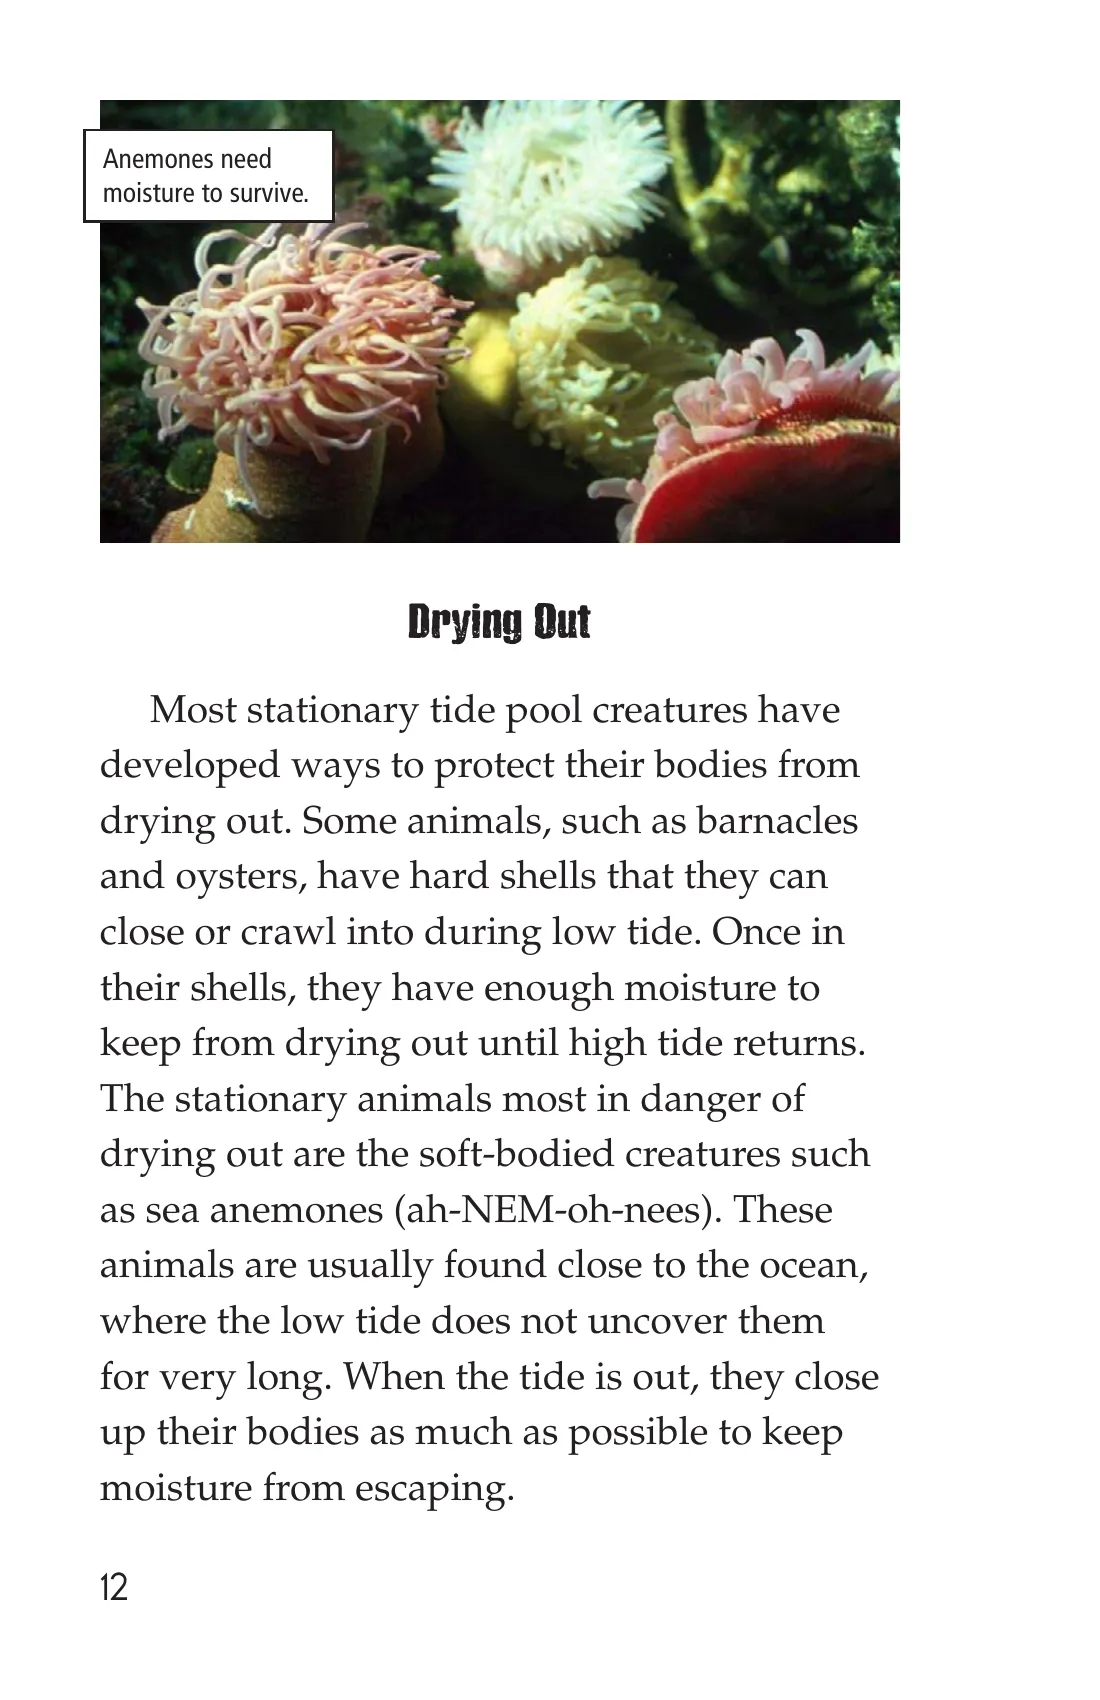 Anemones need
moisture to survive.
Drying Out
Most stationary tide pool creatures have
developed ways to protect their bodies from
drying out. Some animals, such as barnacles
and oysters, have hard shells that they can
close or crawl into during low tide. Once in
their shells, they have enough moisture to
keep from drying out until high tide returns.
The stationary animals most in danger of
drying out are the soft-bodied creatures such
as sea anemones (ah-NEM-oh-nees). These
animals are usually found close to the ocean,
where the low tide does not uncover them
for very long. When the tide is out, they close
up their bodies as much as possible to keep
moisture from escaping.
12